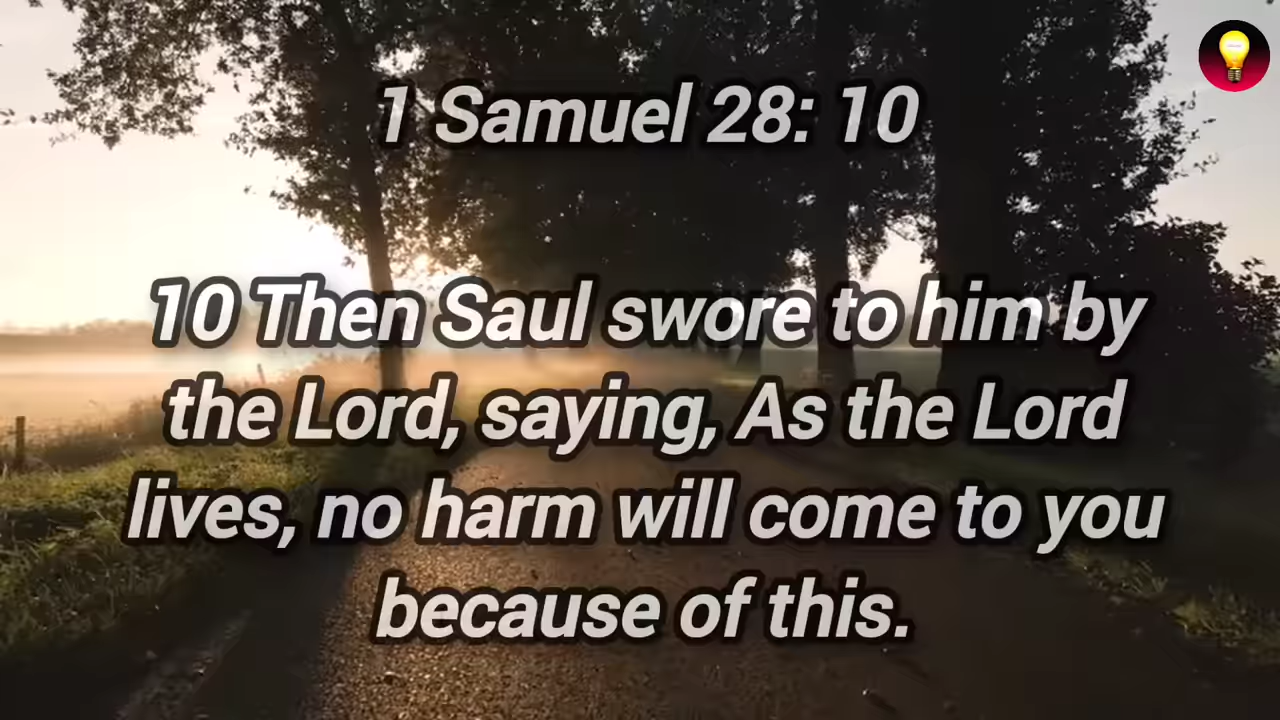 1 Samuel 28: 10
10 Then Saul swore to him by
the Lord, saying, As the Lord
lives, no harm will come to you
because of this.